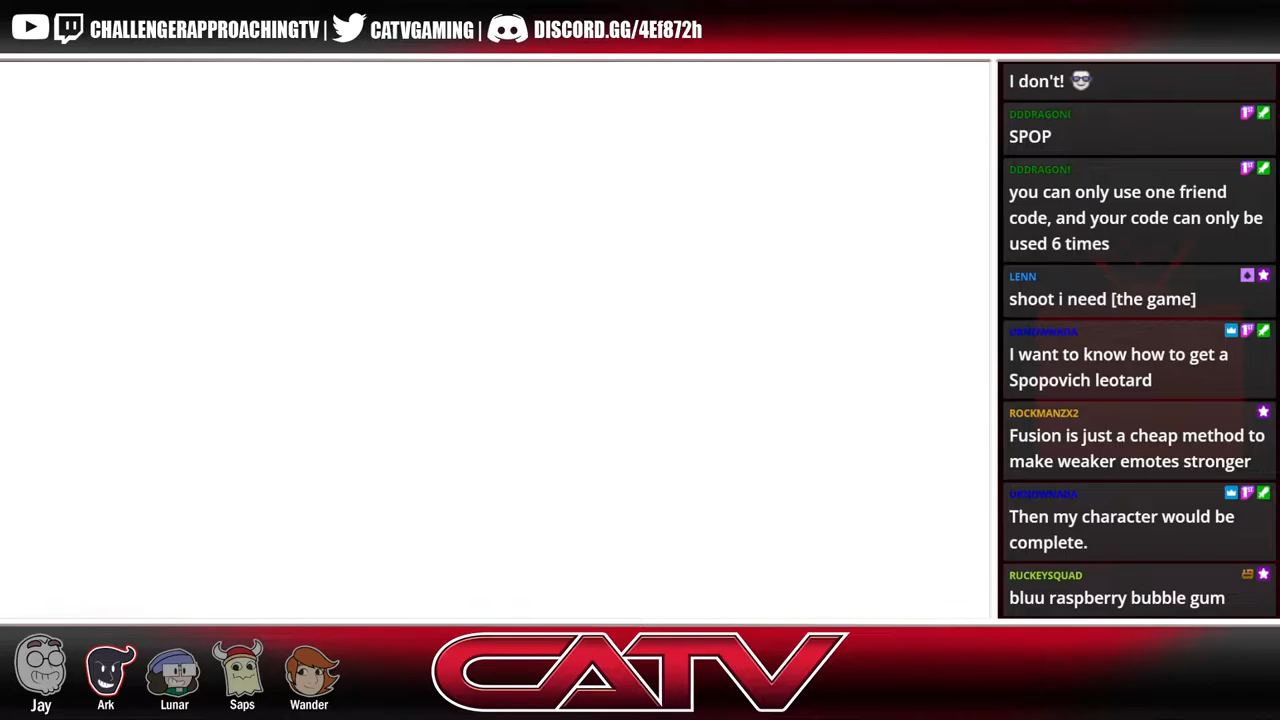 CHALLENGERAPPROACHINGTV | CATVGAMING | DISCORD.GG/4Ef872h
I don't!
DDDRAGONI
SPOP
DDDRAGONI
you can only use one friend
code, and your code can only be
used 6 times
LENN
shoot i need [the game]
UKNOWNADA
I want to know how to get a
Spopovich leotard
ROCKMANZX2
Fusion is just a cheap method to
make weaker emotes stronger
UKNOWNADA
Then my character would be
complete.
RUCKEYSQUAD
bluu raspberry bubble gum
CATV
Jay
Ark
Lunar
Saps
Wander